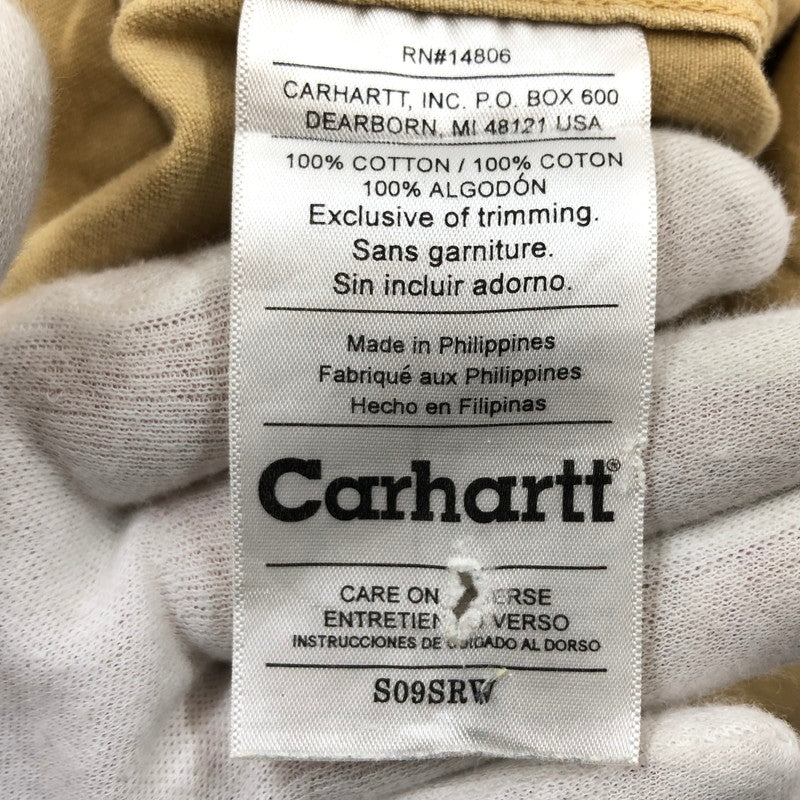 RN#14806
CARHARTT, INC. P.O. BOX 600
DEARBORN, MI 48121 USA
100% COTTON / 100% COTON
100% ALGODÓN
Exclusive of trimming.
Sans garniture.
Sin incluir adorno.
Made in Philippines
Fabriqué aux Philippines
Hecho en Filipinas
Carhartt®
CARE ON
ENTRETIEN VERSO
INSTRUCCIONES DE CUIDADO AL DORSO
S09SRW